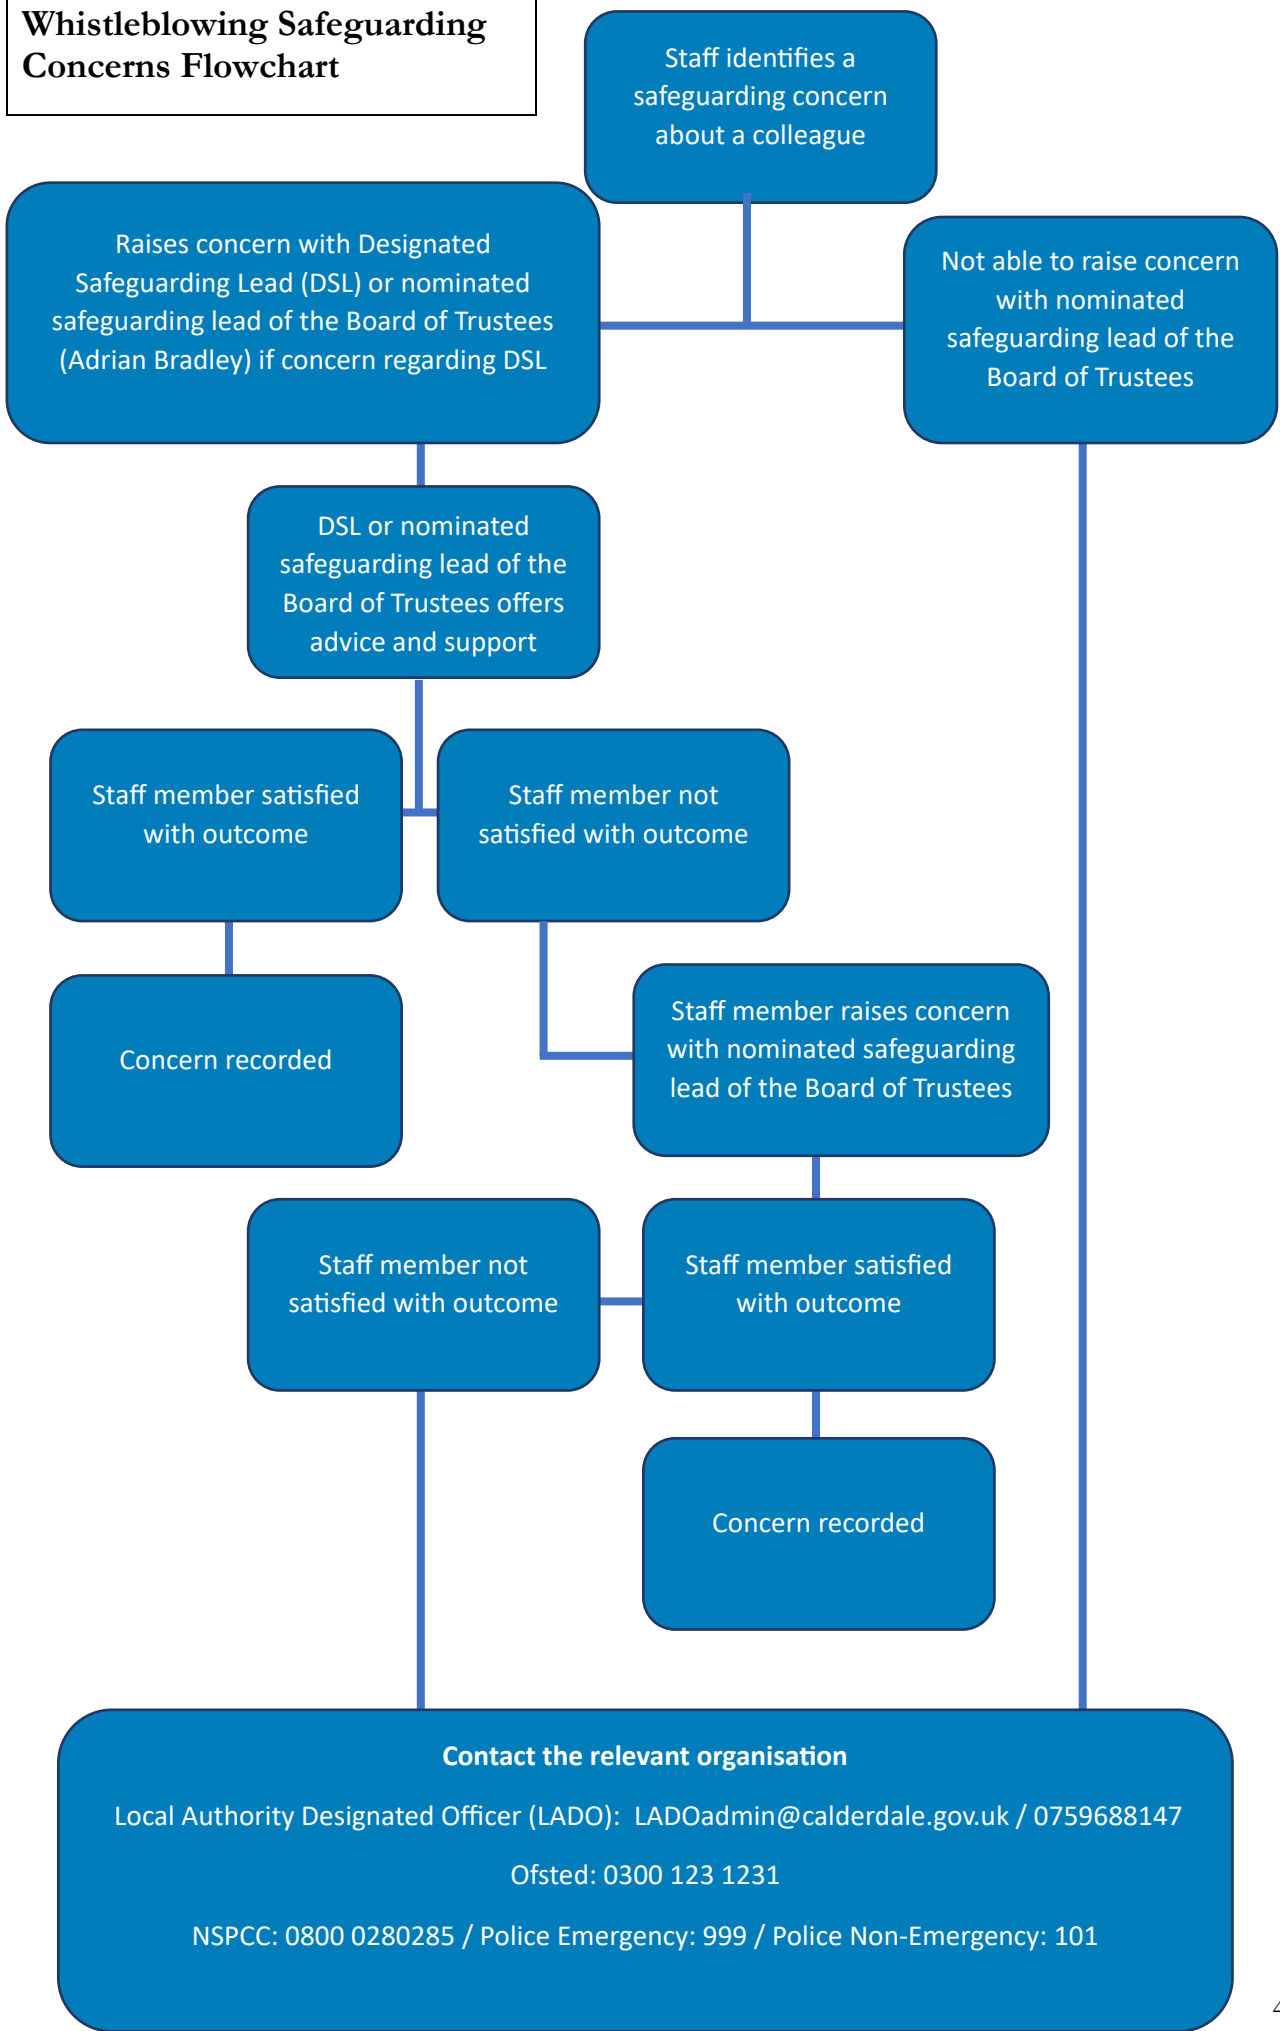 Whistleblowing Safeguarding
Concerns Flowchart
Staff identifies a
safeguarding concern
about a colleague
Raises concern with Designated
Safeguarding Lead (DSL) or nominated
safeguarding lead of the Board of Trustees
(Adrian Bradley) if concern regarding DSL
Not able to raise concern
with nominated
safeguarding lead of the
Board of Trustees
DSL or nominated
safeguarding lead of the
Board of Trustees offers
advice and support
Staff member satisfied
with outcome
Staff member not
satisfied with outcome
Concern recorded
Staff member raises concern
with nominated safeguarding
lead of the Board of Trustees
Staff member not
satisfied with outcome
Staff member satisfied
with outcome
Concern recorded
Contact the relevant organisation
Local Authority Designated Officer (LADO): LADOadmin@calderdale.gov.uk / 0759688147
Ofsted: 0300 123 1231
NSPCC: 0800 0280285 / Police Emergency: 999 / Police Non-Emergency: 101
4